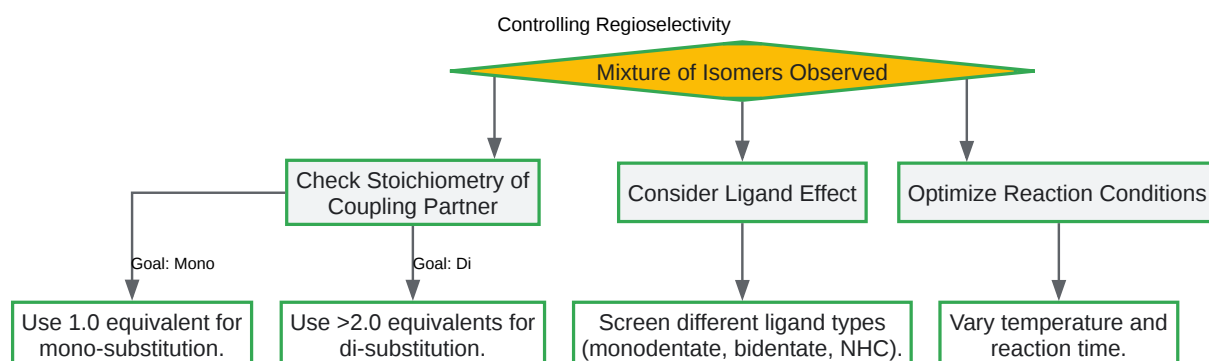 Controlling Regioselectivity
Mixture of Isomers Observed
Check Stoichiometry of
Coupling Partner
Consider Ligand Effect
Optimize Reaction Conditions
Goal: Mono
Goal: Di
Use 1.0 equivalent for
mono-substitution.
Use >2.0 equivalents for
di-substitution.
Screen different ligand types
(monodentate, bidentate, NHC).
Vary temperature and
reaction time.